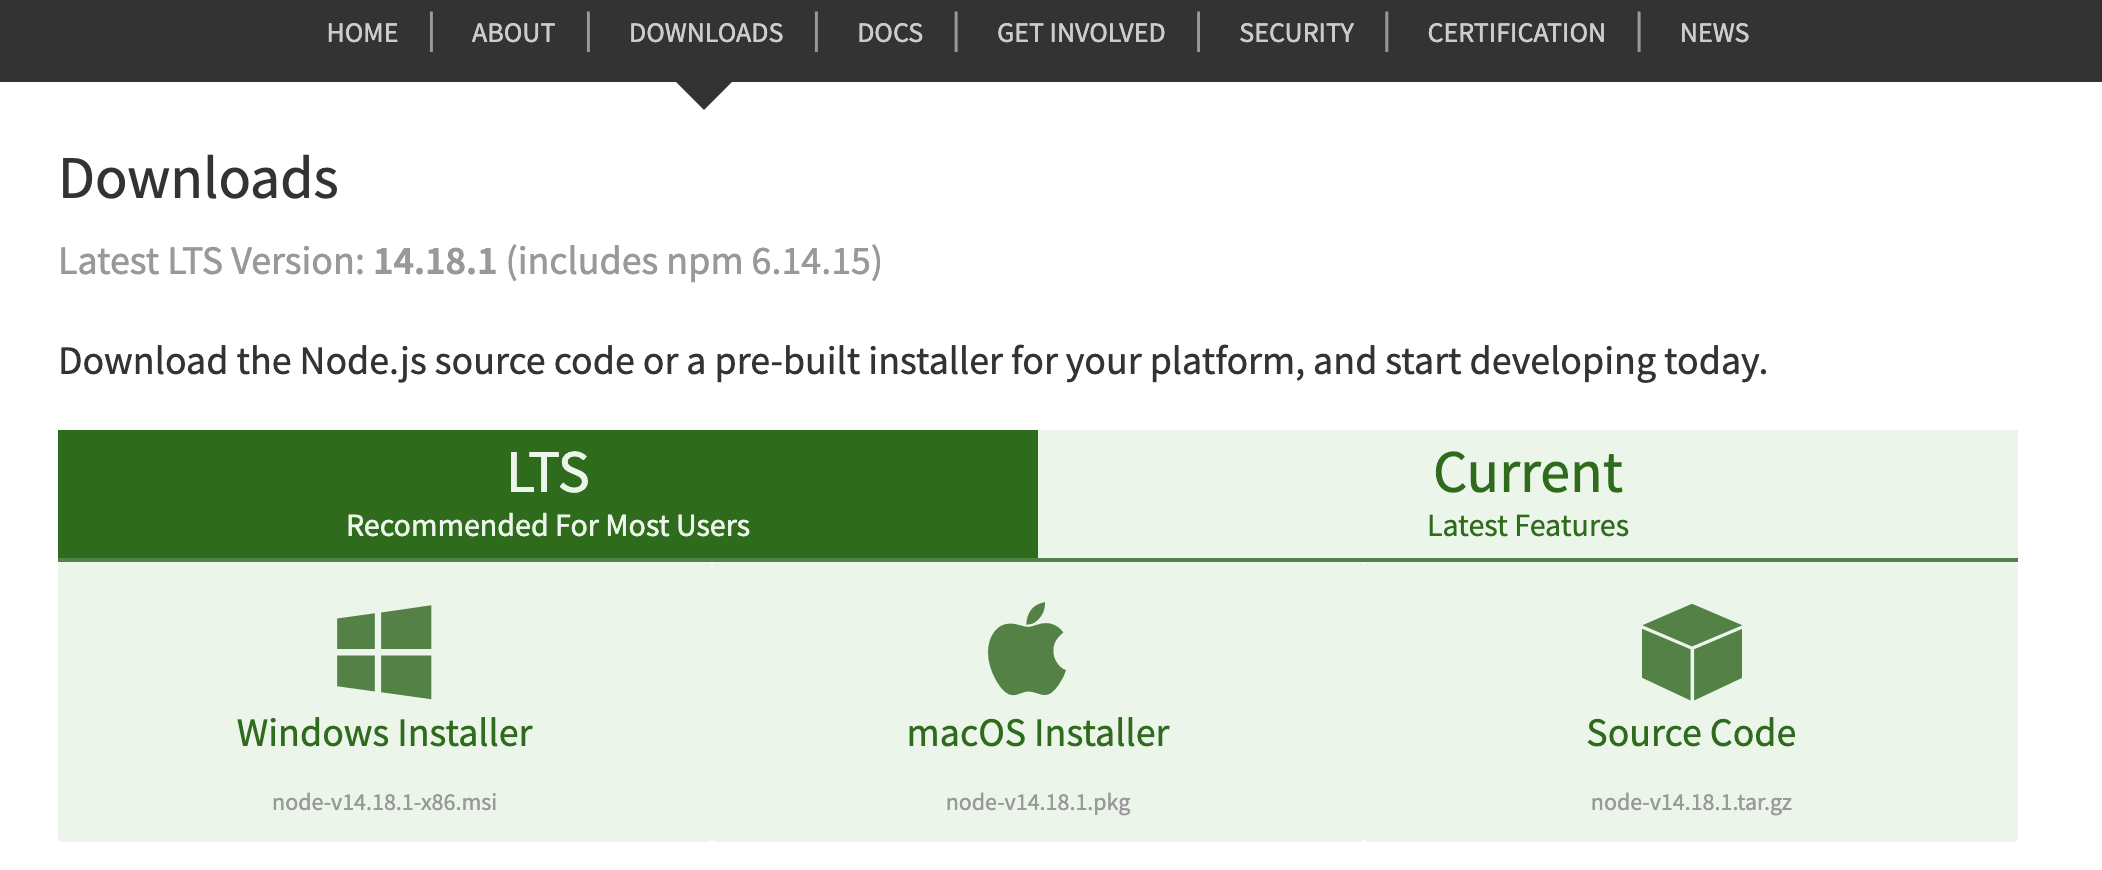 HOME ABOUT DOWNLOADS DOCS GET INVOLVED SECURITY CERTIFICATION NEWS
Downloads
Latest LTS Version: 14.18.1 (includes npm 6.14.15)
Download the Node.js source code or a pre-built installer for your platform, and start developing today.
LTS
Recommended For Most Users
Current
Latest Features
Windows Installer
node-v14.18.1-x86.msi
macOS Installer
node-v14.18.1.pkg
Source Code
node-v14.18.1.tar.gz